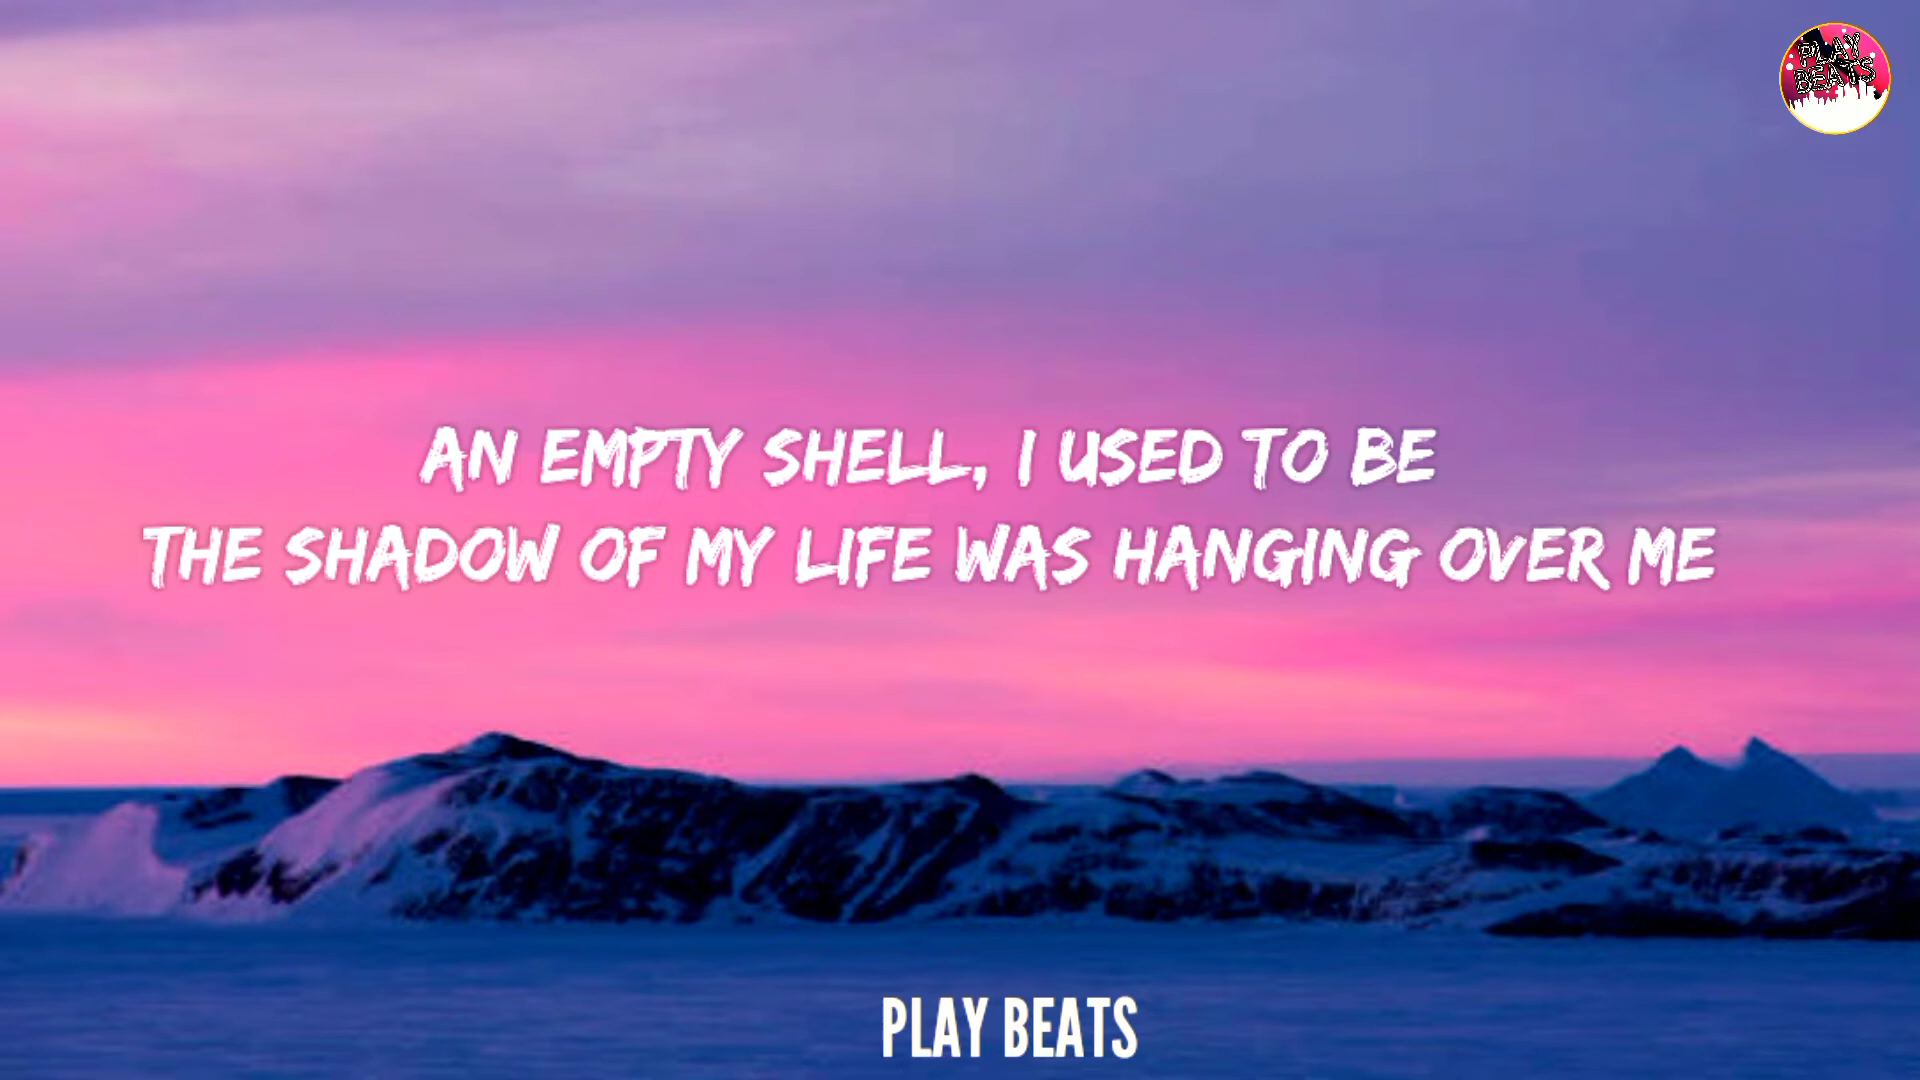 PLAY
BEATS
AN EMPTY SHELL, I USED TO BE
THE SHADOW OF MY LIFE WAS HANGING OVER ME
PLAY BEATS